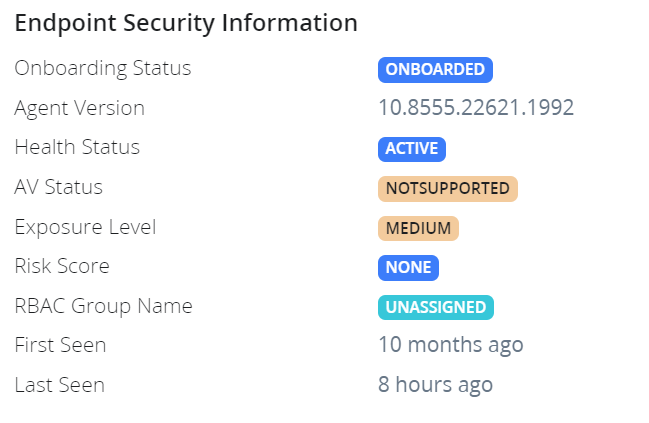 Endpoint Security Information
Onboarding Status ONBOARDED
Agent Version 10.8555.22621.1992
Health Status ACTIVE
AV Status NOTSUPPORTED
Exposure Level MEDIUM
Risk Score NONE
RBAC Group Name UNASSIGNED
First Seen 10 months ago
Last Seen 8 hours ago